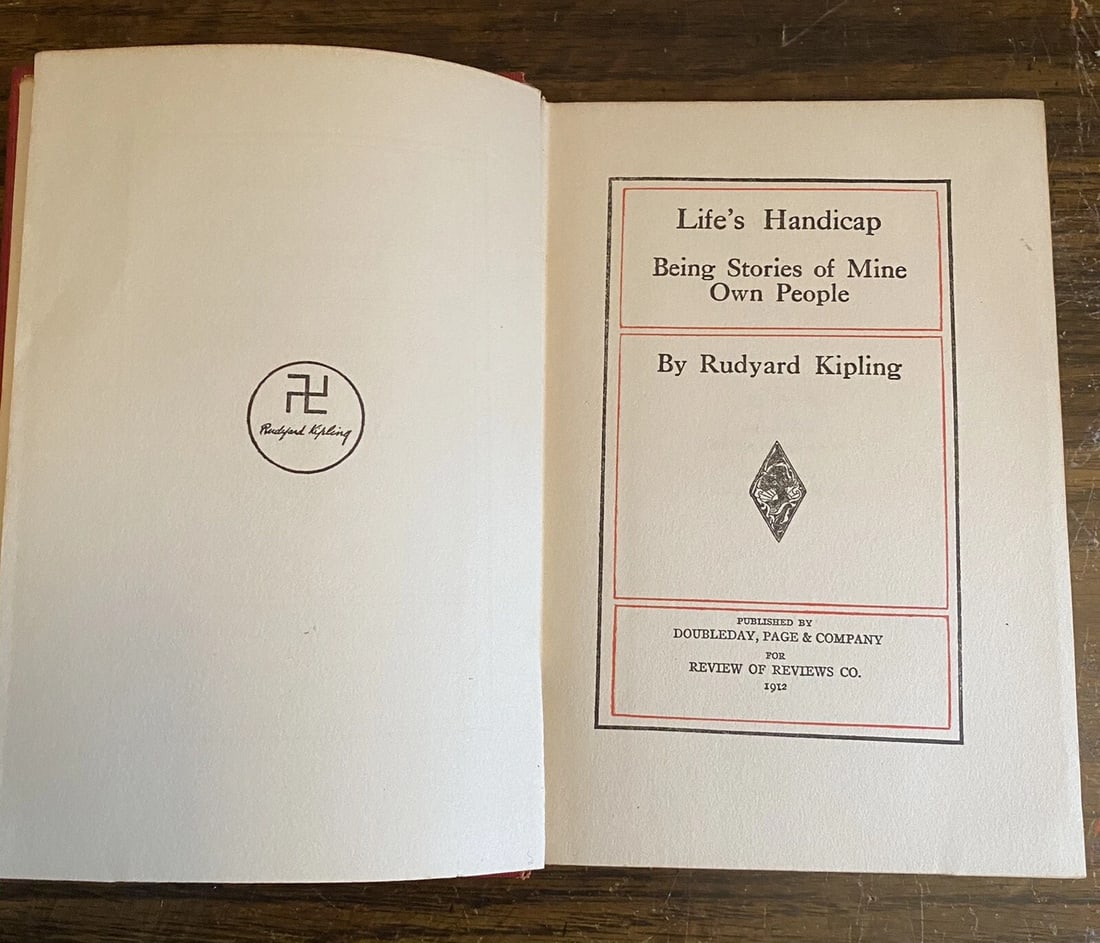 Rudyard Kipling
Life's Handicap
Being Stories of Mine
Own People
By Rudyard Kipling
PUBLISHED BY
DOUBLEDAY, PAGE & COMPANY
FOR
REVIEW OF REVIEWS CO.
1912